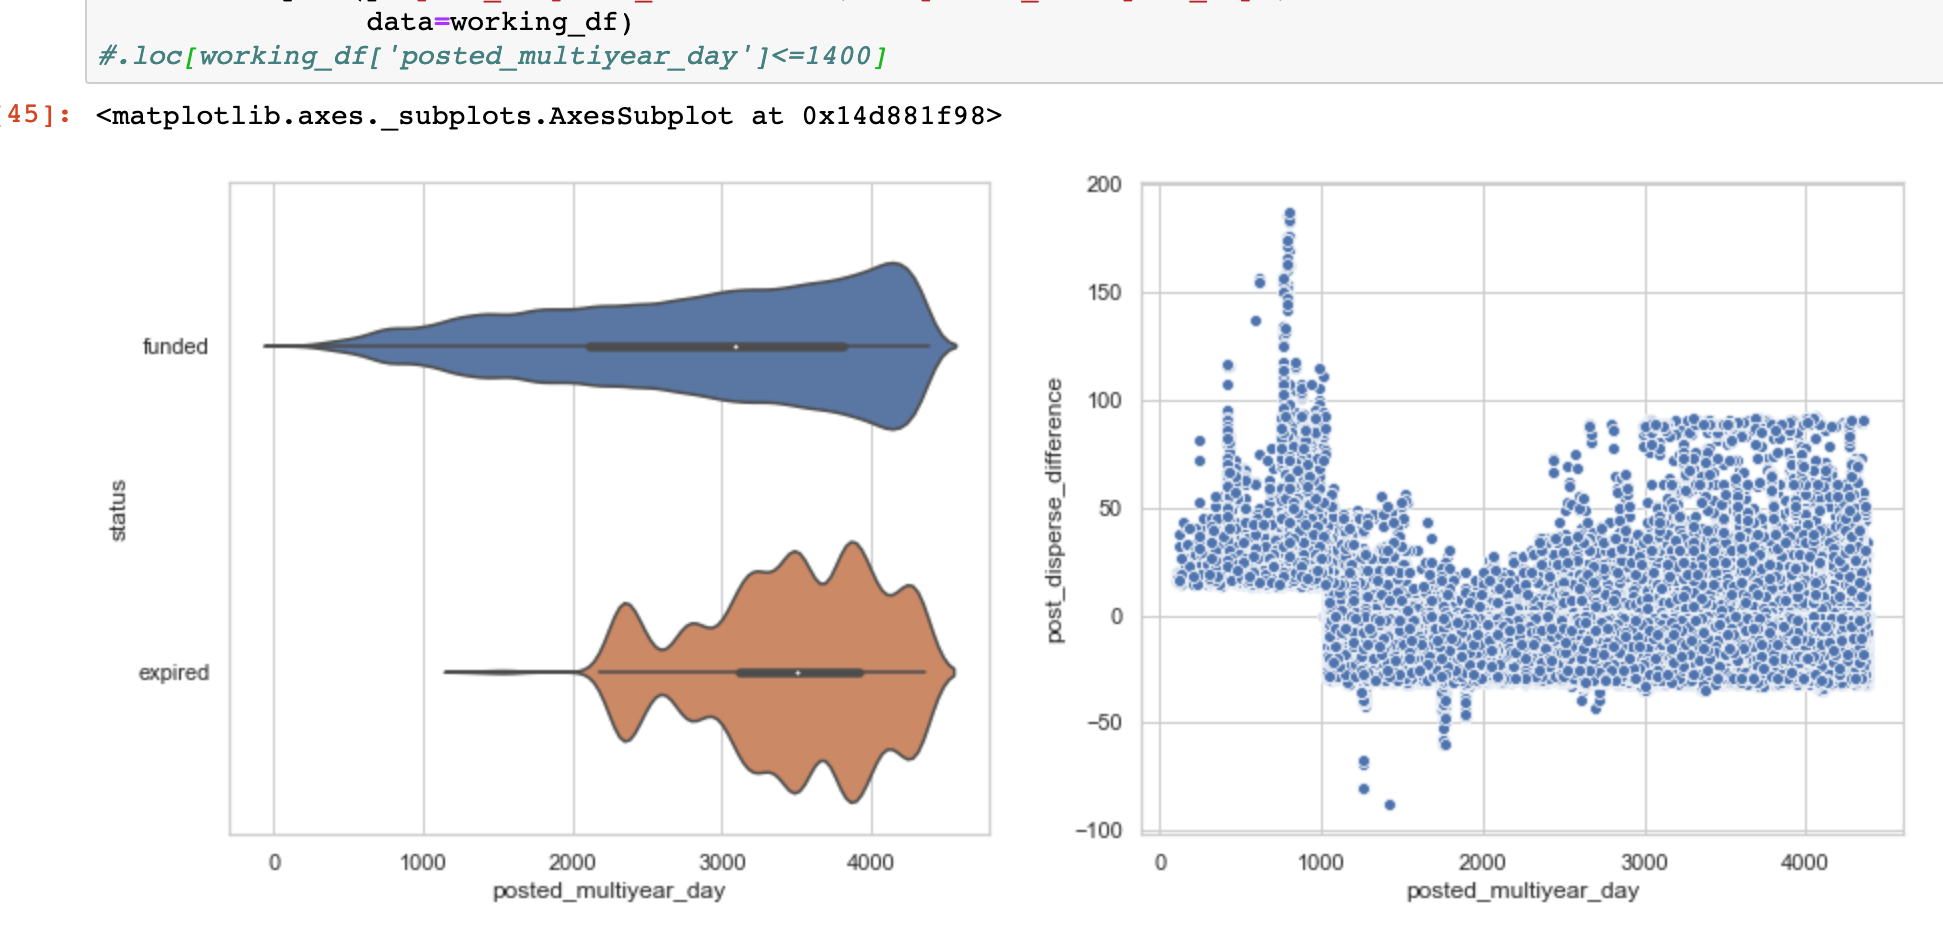 data=working_df)
#.loc[working_df['posted_multiyear_day']<=1400]
45]: <matplotlib.axes._subplots.AxesSubplot at 0x14d881f98>
funded
expired
status
0 1000 2000 3000 4000
posted_multiyear_day
200
150
100
50
0
−50
−100
post_disperse_difference
0 1000 2000 3000 4000
posted_multiyear_day